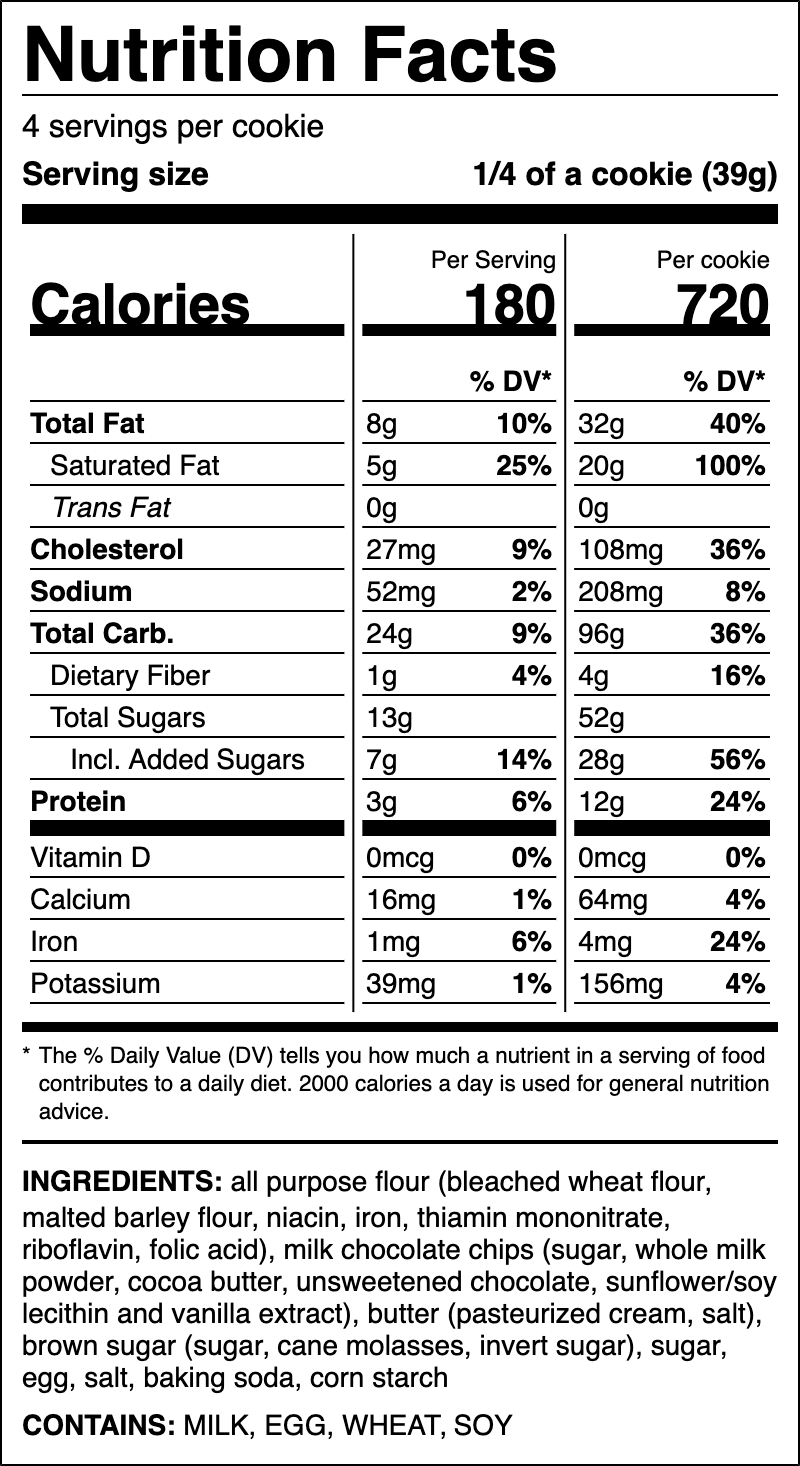 Nutrition Facts
4 servings per cookie
Serving size 1/4 of a cookie (39g)
Per Serving Per cookie
Calories 180 720
% DV* % DV*
Total Fat 8g 10% 32g 40%
Saturated Fat 5g 25% 20g 100%
Trans Fat 0g 0g
Cholesterol 27mg 9% 108mg 36%
Sodium 52mg 2% 208mg 8%
Total Carb. 24g 9% 96g 36%
Dietary Fiber 1g 4% 4g 16%
Total Sugars 13g 52g
Incl. Added Sugars 7g 14% 28g 56%
Protein 3g 6% 12g 24%
Vitamin D 0mcg 0% 0mcg 0%
Calcium 16mg 1% 64mg 4%
Iron 1mg 6% 4mg 24%
Potassium 39mg 1% 156mg 4%
* The % Daily Value (DV) tells you how much a nutrient in a serving of food
contributes to a daily diet. 2000 calories a day is used for general nutrition
advice.
INGREDIENTS: all purpose flour (bleached wheat flour,
malted barley flour, niacin, iron, thiamin mononitrate,
riboflavin, folic acid), milk chocolate chips (sugar, whole milk
powder, cocoa butter, unsweetened chocolate, sunflower/soy
lecithin and vanilla extract), butter (pasteurized cream, salt),
brown sugar (sugar, cane molasses, invert sugar), sugar,
egg, salt, baking soda, corn starch
CONTAINS: MILK, EGG, WHEAT, SOY